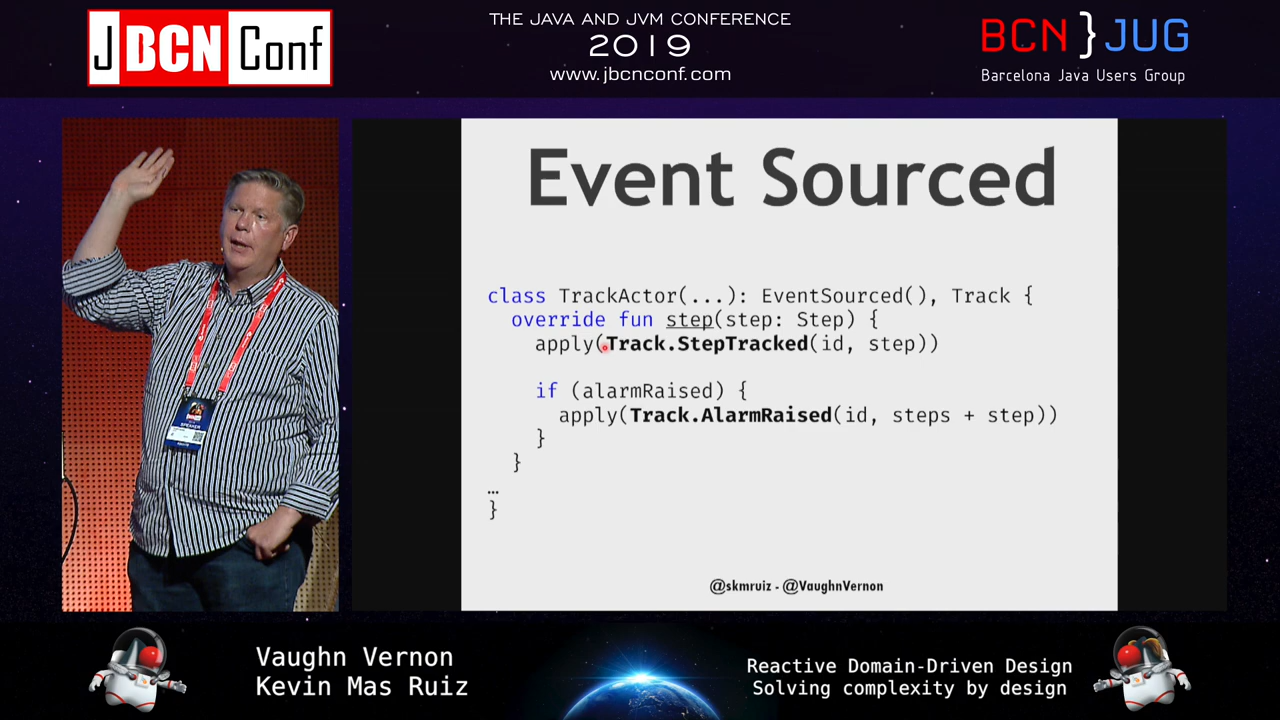 J BCN Conf
THE JAVA AND JVM CONFERENCE
2019
www.jbcnconf.com
BCN } JUG
Barcelona Java Users Group
Event Sourced
class TrackActor(...): EventSourced(), Track {
override fun step(step: Step) {
apply(Track.StepTracked(id, step))
if (alarmRaised) {
apply(Track.AlarmRaised(id, steps + step))
}
}
…
}
@skmruiz - @VaughnVernon
SPEAKER
Vaughn Vernon
Kevin Mas Ruiz
Reactive Domain-Driven Design
Solving complexity by design